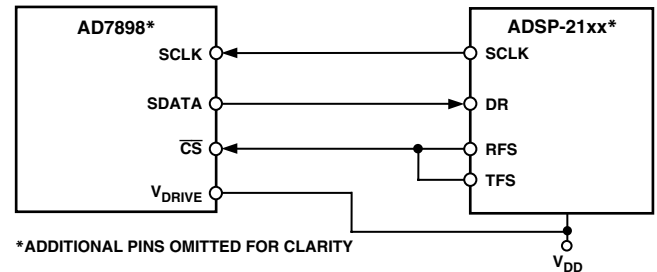 AD7898*
SCLK
SDATA
CS
VDRIVE
ADSP-21xx*
SCLK
DR
RFS
TFS
VDD
*ADDITIONAL PINS OMITTED FOR CLARITY